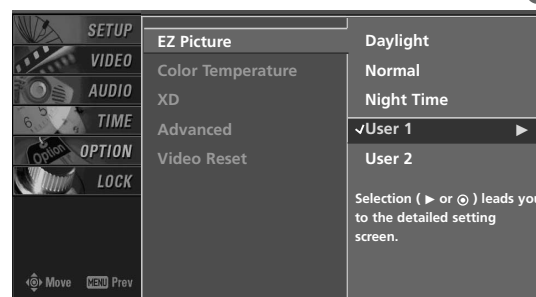 SETUP
VIDEO
AUDIO
TIME
OPTION
LOCK
Option
Move MENU Prev
EZ Picture
Color Temperature
XD
Advanced
Video Reset
Daylight
Normal
Night Time
✓User 1 ▶
User 2
Selection ( ▶ or ◉ ) leads you
to the detailed setting
screen.